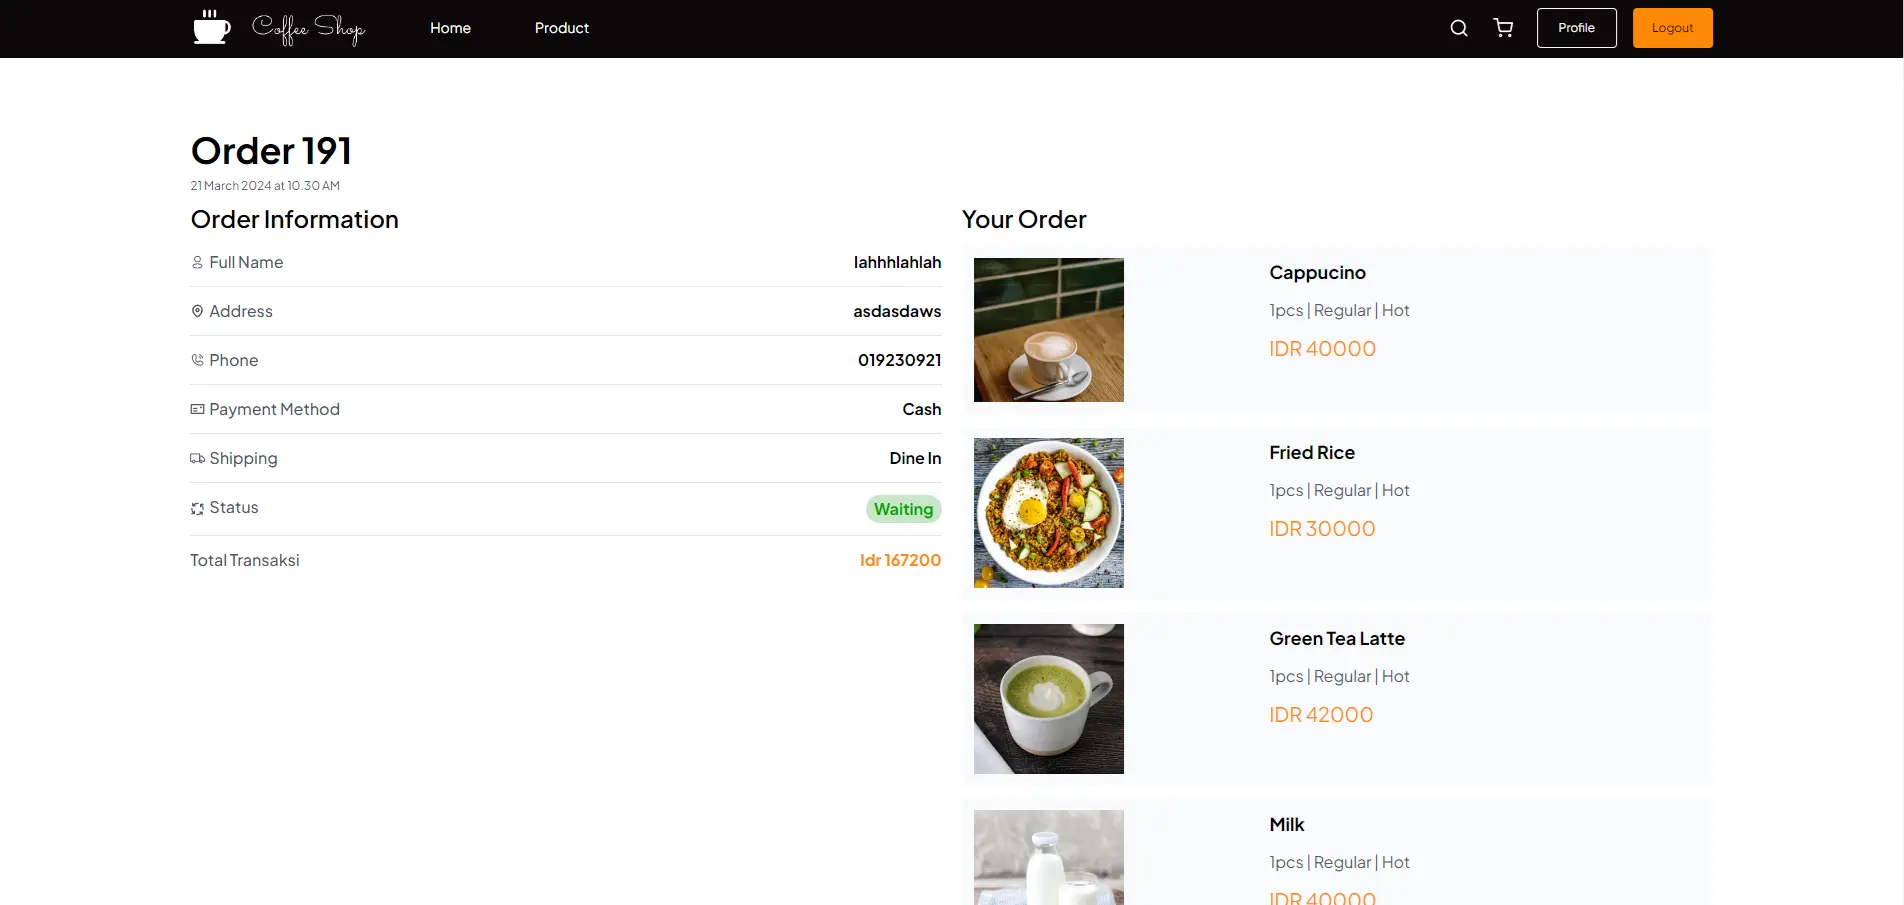 Coffee Shop
Home
Product
Profile
Logout
Order 191
21 March 2024 at 10.30 AM
Order Information
Full Name
lahhhlahlah
Address
asdasdaws
Phone
019230921
Payment Method
Cash
Shipping
Dine In
Status
Waiting
Total Transaksi
Idr 167200
Your Order
Cappucino
1pcs | Regular | Hot
IDR 40000
Fried Rice
1pcs | Regular | Hot
IDR 30000
Green Tea Latte
1pcs | Regular | Hot
IDR 42000
Milk
1pcs | Regular | Hot
IDR 40000